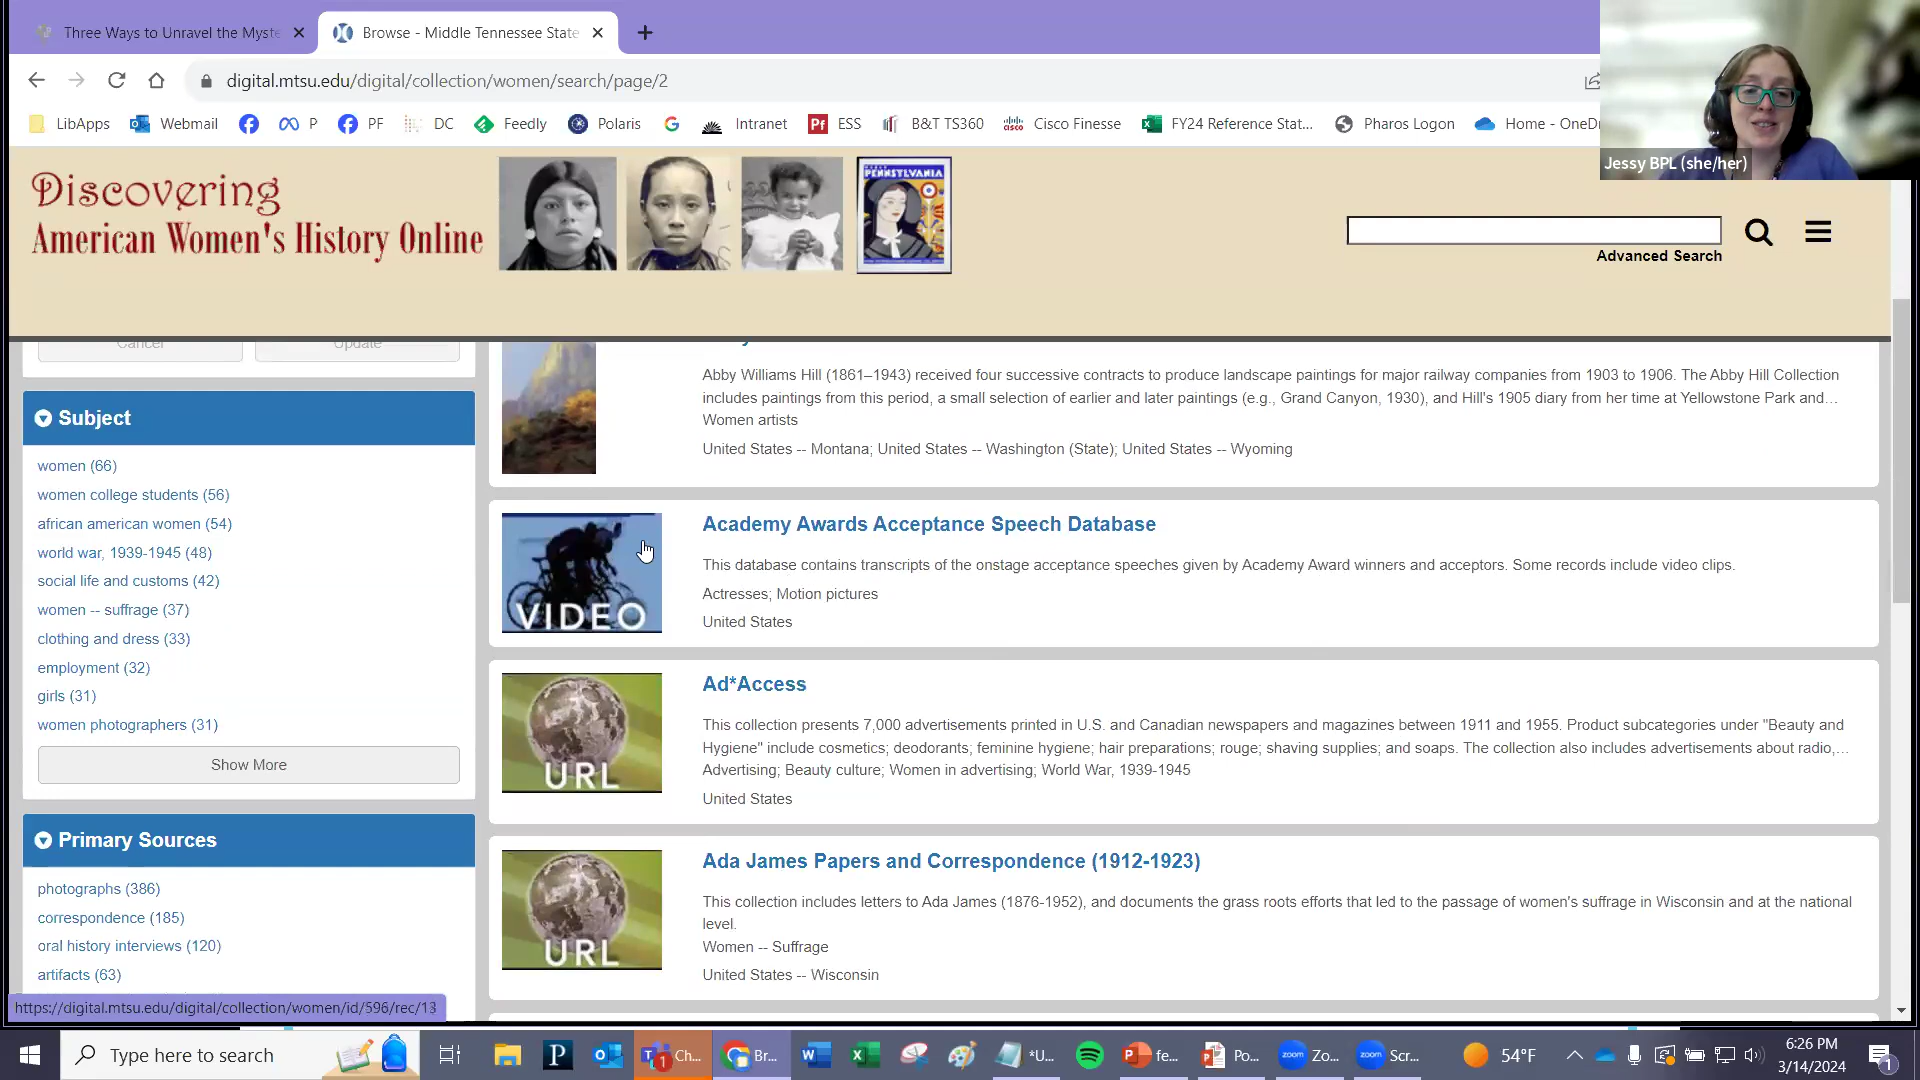 Three Ways to Unravel the Myste
Browse - Middle Tennessee State
digital.mtsu.edu/digital/collection/women/search/page/2
LibApps
Webmail
P
PF
DC
Feedly
Polaris
Intranet
Pf ESS
B&T TS360
Cisco Finesse
FY24 Reference Stat...
Pharos Logon
Home - OneDr
Jessy BPL (she/her)
Discovering
American Women's History Online
PENNSYLVANIA
Advanced Search
Cancel
Update
Abby Williams Hill (1861–1943) received four successive contracts to produce landscape paintings for major railway companies from 1903 to 1906. The Abby Hill Collection
includes paintings from this period, a small selection of earlier and later paintings (e.g., Grand Canyon, 1930), and Hill's 1905 diary from her time at Yellowstone Park and...
Women artists
United States -- Montana; United States -- Washington (State); United States -- Wyoming
Subject
women (66)
women college students (56)
african american women (54)
world war, 1939-1945 (48)
social life and customs (42)
women -- suffrage (37)
clothing and dress (33)
employment (32)
girls (31)
women photographers (31)
Show More
Primary Sources
photographs (386)
correspondence (185)
oral history interviews (120)
artifacts (63)
VIDEO
Academy Awards Acceptance Speech Database
This database contains transcripts of the onstage acceptance speeches given by Academy Award winners and acceptors. Some records include video clips.
Actresses; Motion pictures
United States
URL
Ad*Access
This collection presents 7,000 advertisements printed in U.S. and Canadian newspapers and magazines between 1911 and 1955. Product subcategories under "Beauty and
Hygiene" include cosmetics; deodorants; feminine hygiene; hair preparations; rouge; shaving supplies; and soaps. The collection also includes advertisements about radio,...
Advertising; Beauty culture; Women in advertising; World War, 1939-1945
United States
URL
Ada James Papers and Correspondence (1912-1923)
This collection includes letters to Ada James (1876-1952), and documents the grass roots efforts that led to the passage of women's suffrage in Wisconsin and at the national
level.
Women -- Suffrage
United States -- Wisconsin
https://digital.mtsu.edu/digital/collection/women/id/596/rec/13
Type here to search
Ch...
Br...
*U...
fe...
Po...
Zo...
Scr...
54°F
6:26 PM
3/14/2024